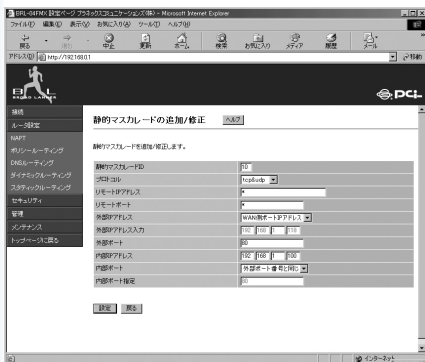 BRL-04FMX 設定ページ プラネックスコミュニケーションズ(株) - Microsoft Internet Explorer
ファイル(F) 編集(E) 表示(V) お気に入り(A) ツール(T) ヘルプ(H)
戻る 中止 更新 ホーム 検索 お気に入り メディア 履歴 メール
アドレス(D) http://192.168.0.1 移動
BRL
BROAD LANNER
PCi
接続
ルータ設定
NAPT
ポリシールーティング
DNSルーティング
ダイナミックルーティング
スタティックルーティング
セキュリティ
管理
メンテナンス
トップページに戻る
静的マスカレードの追加/修正 ヘルプ
静的マスカレードを追加/修正します。
静的マスカレードID 10
プロトコル tcp&udp
リモートIPアドレス *
リモートポート *
外部IPアドレス WAN側ポートIPアドレス
外部IPアドレス入力 192 168 1 118
外部ポート 80
内部IPアドレス 192 168 1 100
内部ポート 外部ポート番号と同じ
内部ポート指定 80
設定 戻る
インターネット